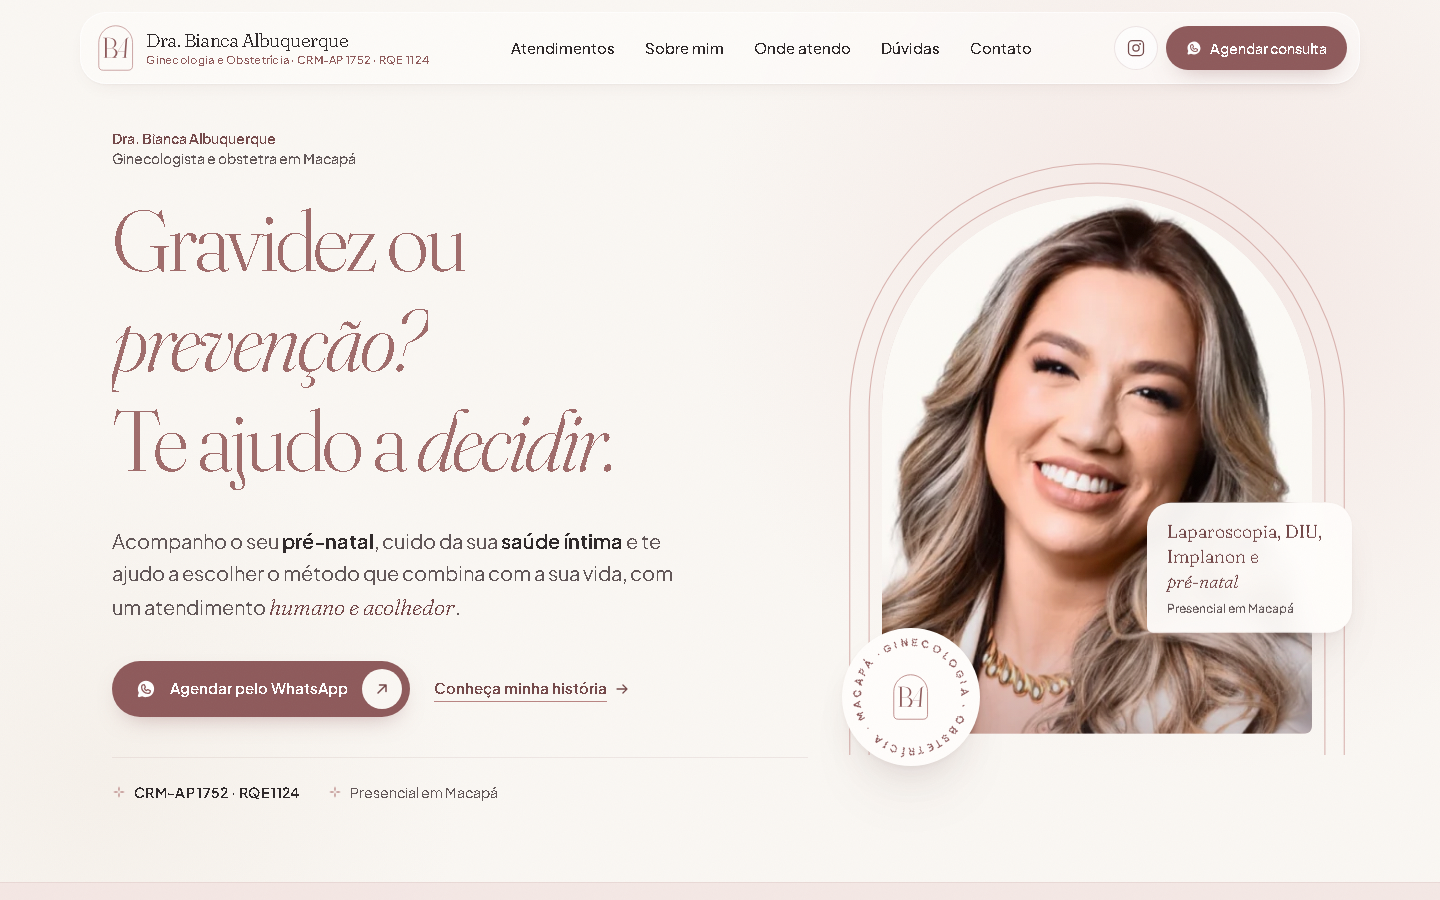 BA
Dra. Bianca Albuquerque
Ginecologia e Obstetrícia · CRM-AP 1752 · RQE 1124
Atendimentos
Sobre mim
Onde atendo
Dúvidas
Contato
Agendar consulta
Dra. Bianca Albuquerque
Ginecologista e obstetra em Macapá
Gravidez ou
prevenção?
Te ajudo a decidir.
Acompanho o seu pré-natal, cuido da sua saúde íntima e te
ajudo a escolher o método que combina com a sua vida, com
um atendimento humano e acolhedor.
Agendar pelo WhatsApp
Conheça minha história
CRM-AP 1752 · RQE 1124
Presencial em Macapá
Laparoscopia, DIU,
Implanon e
pré-natal
Presencial em Macapá
GINECOLOGIA · OBSTETRÍCIA · MACAPÁ ·
BA